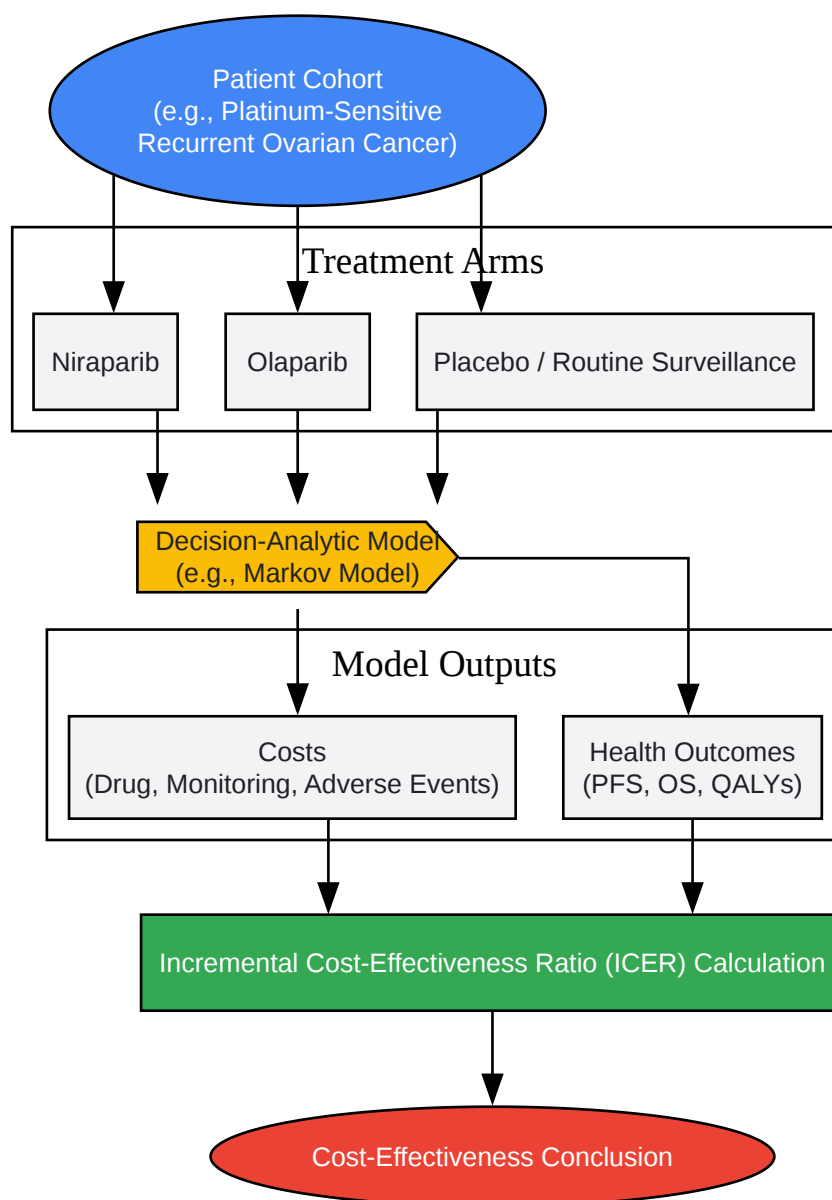 Patient Cohort
(e.g., Platinum-Sensitive
Recurrent Ovarian Cancer)
Treatment Arms
Niraparib
Olaparib
Placebo / Routine Surveillance
Decision-Analytic Model
(e.g., Markov Model)
Model Outputs
Costs
(Drug, Monitoring, Adverse Events)
Health Outcomes
(PFS, OS, QALYs)
Incremental Cost-Effectiveness Ratio (ICER) Calculation
Cost-Effectiveness Conclusion